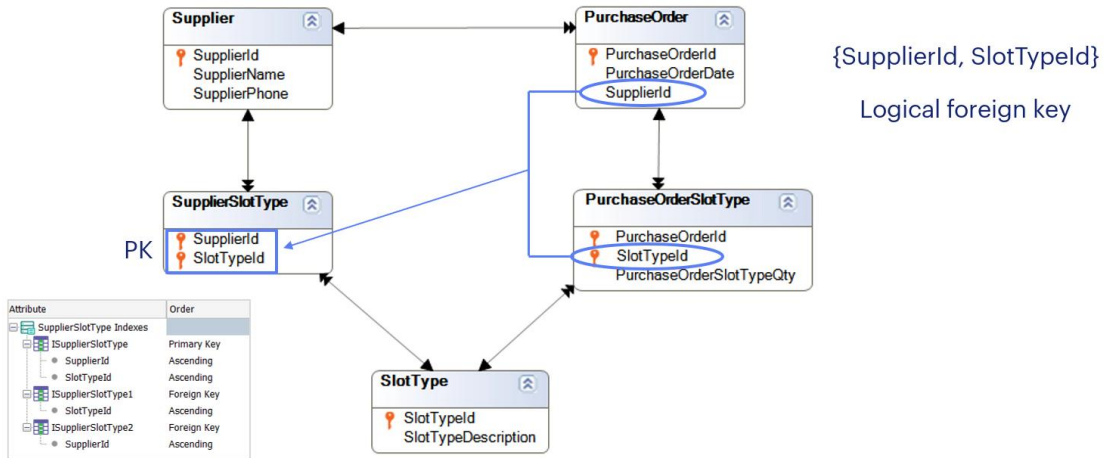 Supplier
SupplierId
SupplierName
SupplierPhone
PurchaseOrder
PurchaseOrderId
PurchaseOrderDate
SupplierId
{SupplierId, SlotTypeId}
Logical foreign key
SupplierSlotType
SupplierId
SlotTypeId
PK
PurchaseOrderSlotType
PurchaseOrderId
SlotTypeId
PurchaseOrderSlotTypeQty
SlotType
SlotTypeId
SlotTypeDescription
Attribute Order
SupplierSlotType Indexes
ISupplierSlotType Primary Key
SupplierId Ascending
SlotTypeId Ascending
ISupplierSlotType1 Foreign Key
SlotTypeId Ascending
ISupplierSlotType2 Foreign Key
SupplierId Ascending